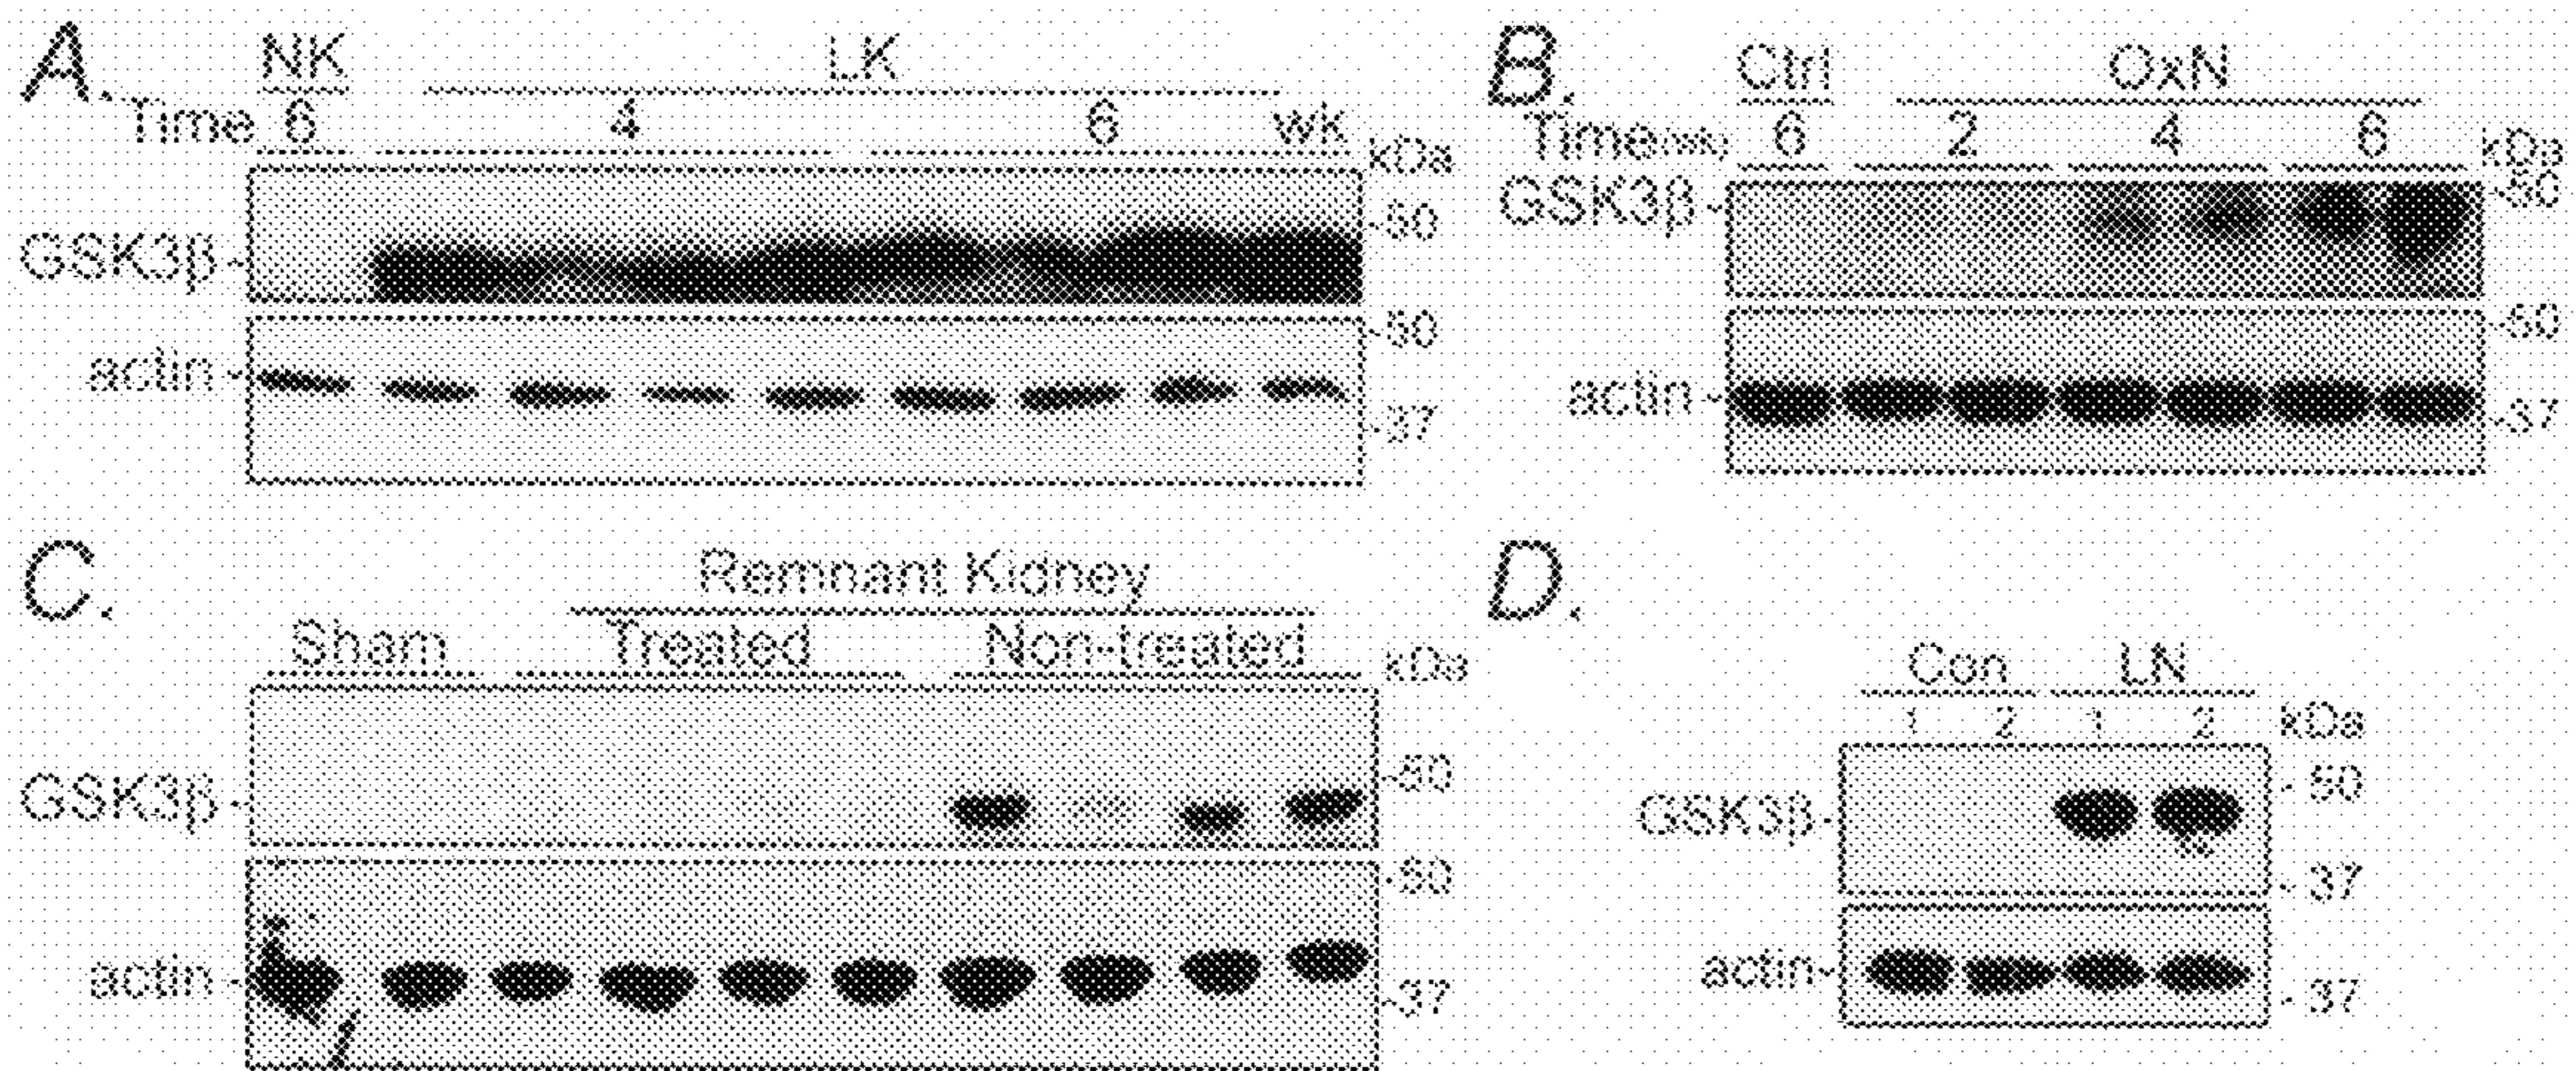 A.
NK LK
Time 6 4 6 wk kDa
-50
GSK3β-
-50
actin-
-37
B.
Ctrl OxN
Time(wk) 6 2 4 6 kDa
GSK3β- -50
-50
actin-
-37
C.
Remnant Kidney
Sham Treated Non-treated kDa
-50
GSK3β-
-50
actin-
-37
D.
Con LN
1 2 1 2 kDa
- 50
GSK3β-
- 37
actin-
- 37